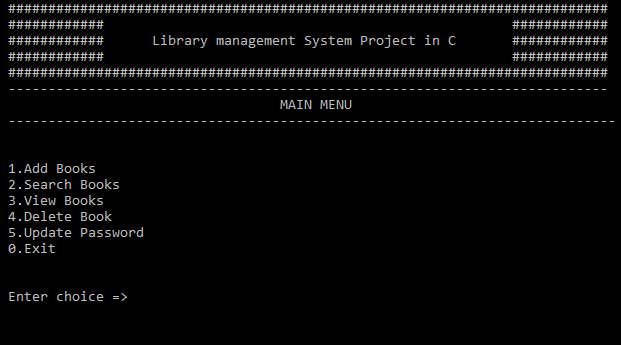 ###########################################################################
############                                                   ############
############      Library management System Project in C       ############
############                                                   ############
###########################################################################
---------------------------------------------------------------------------
                                  MAIN MENU
----------------------------------------------------------------------------
1.Add Books
2.Search Books
3.View Books
4.Delete Book
5.Update Password
0.Exit
Enter choice =>